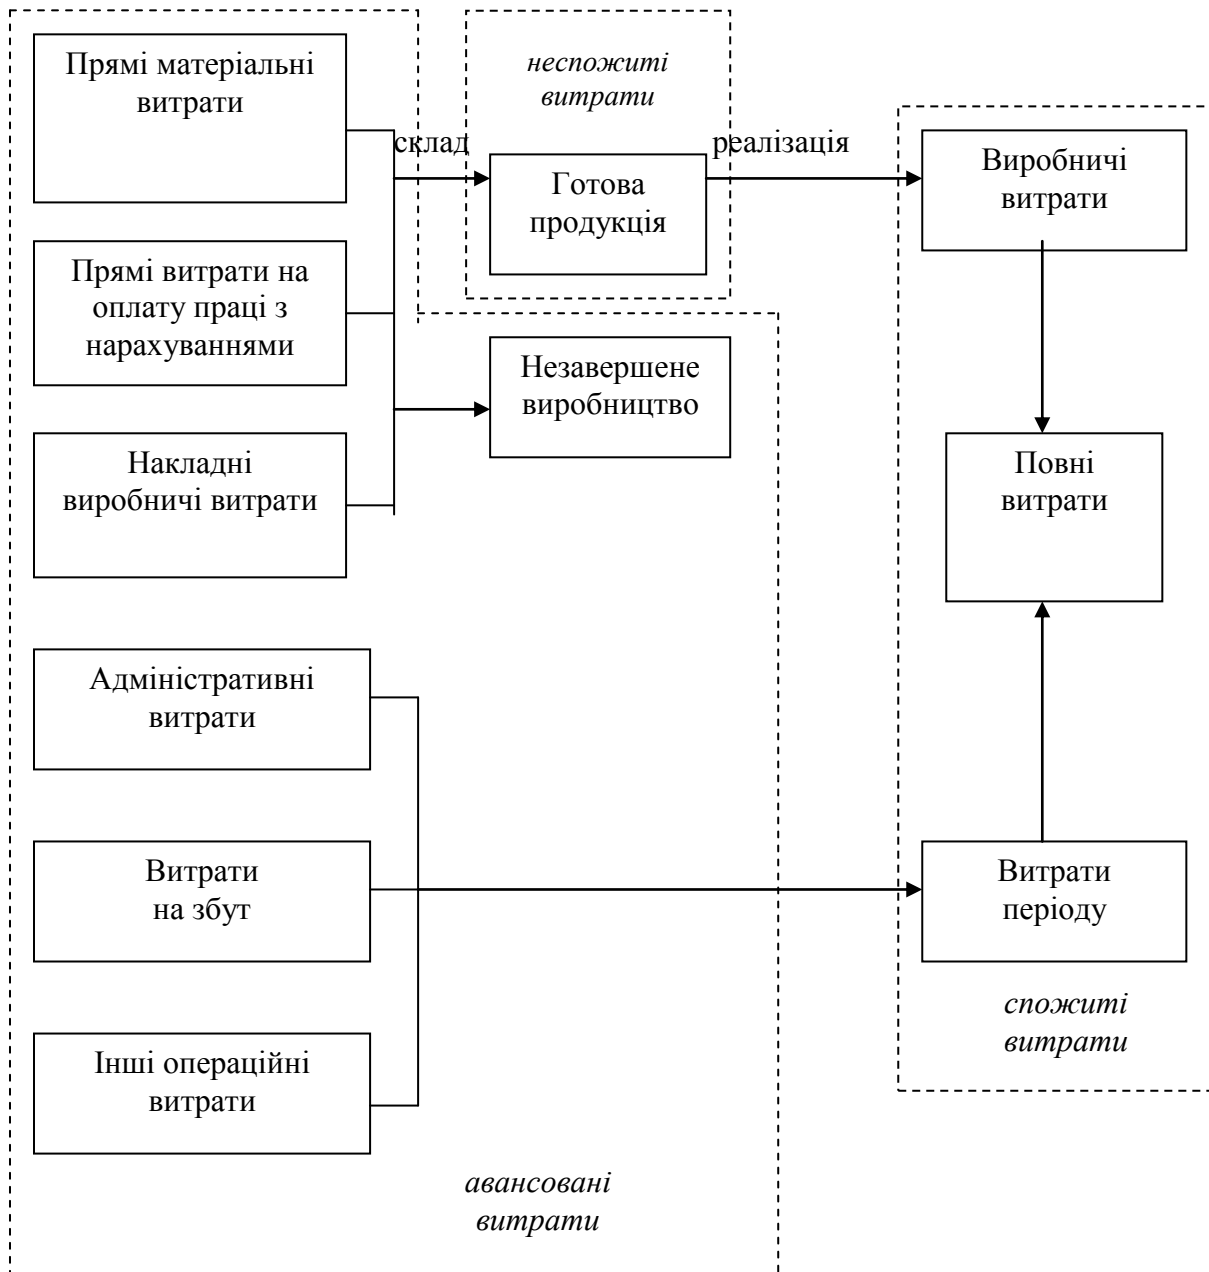 Прямі матеріальні
витрати
неспожиті
витрати
склад
реалізація
Готова
продукція
Виробничі
витрати
Прямі витрати на
оплату праці з
нарахуваннями
Незавершене
виробництво
Накладні
виробничі витрати
Повні
витрати
Адміністративні
витрати
Витрати
на збут
Витрати
періоду
спожиті
витрати
Інші операційні
витрати
авансовані
витрати